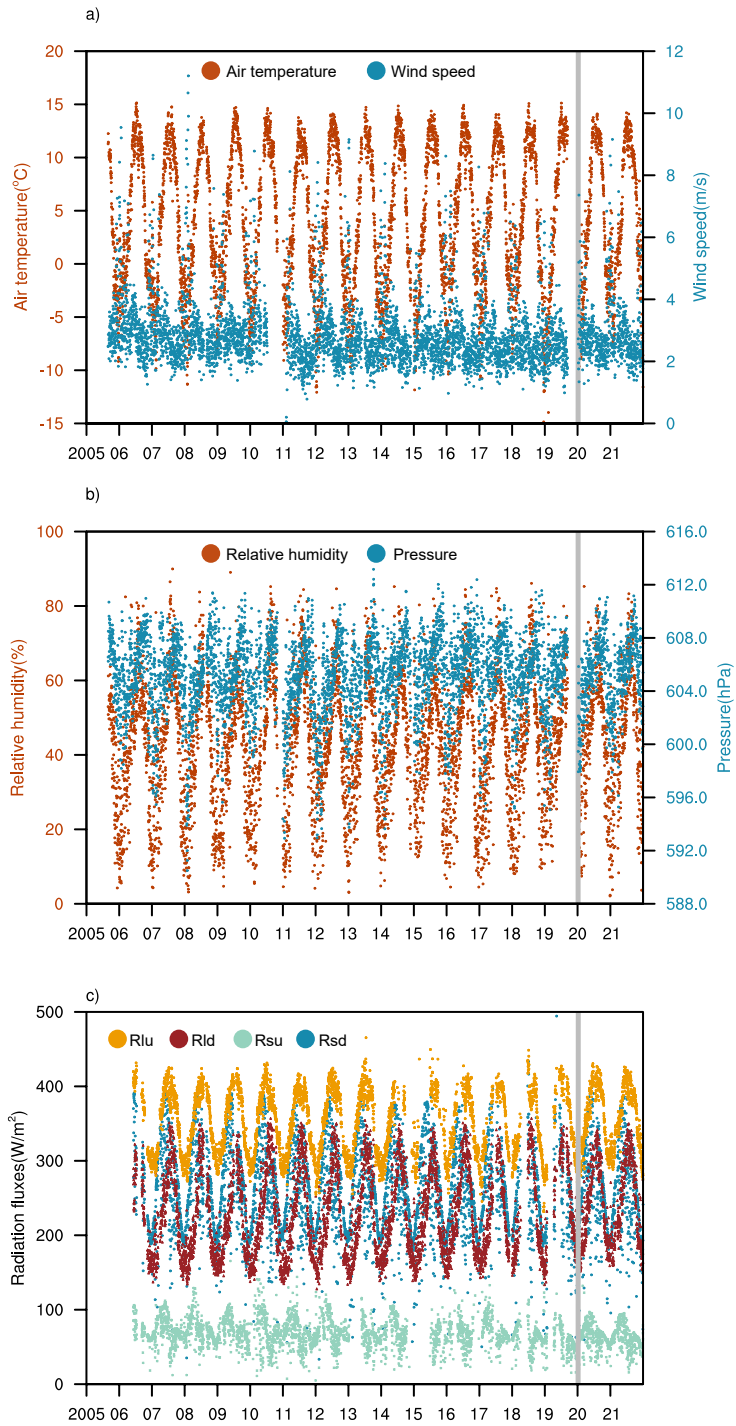 a)
Air temperature Wind speed
20 12
15 10
10 8
5 6
0
-5 4
-10 2
-15 0
Air temperature(°C)
Wind speed(m/s)
2005 06 07 08 09 10 11 12 13 14 15 16 17 18 19 20 21
b)
Relative humidity Pressure
100 616.0
80 612.0
608.0
60 604.0
40 600.0
20 596.0
592.0
0 588.0
Relative humidity(%)
Pressure(hPa)
2005 06 07 08 09 10 11 12 13 14 15 16 17 18 19 20 21
c)
Rlu Rld Rsu Rsd
500
400
300
200
100
0
Radiation fluxes(W/m²)
2005 06 07 08 09 10 11 12 13 14 15 16 17 18 19 20 21